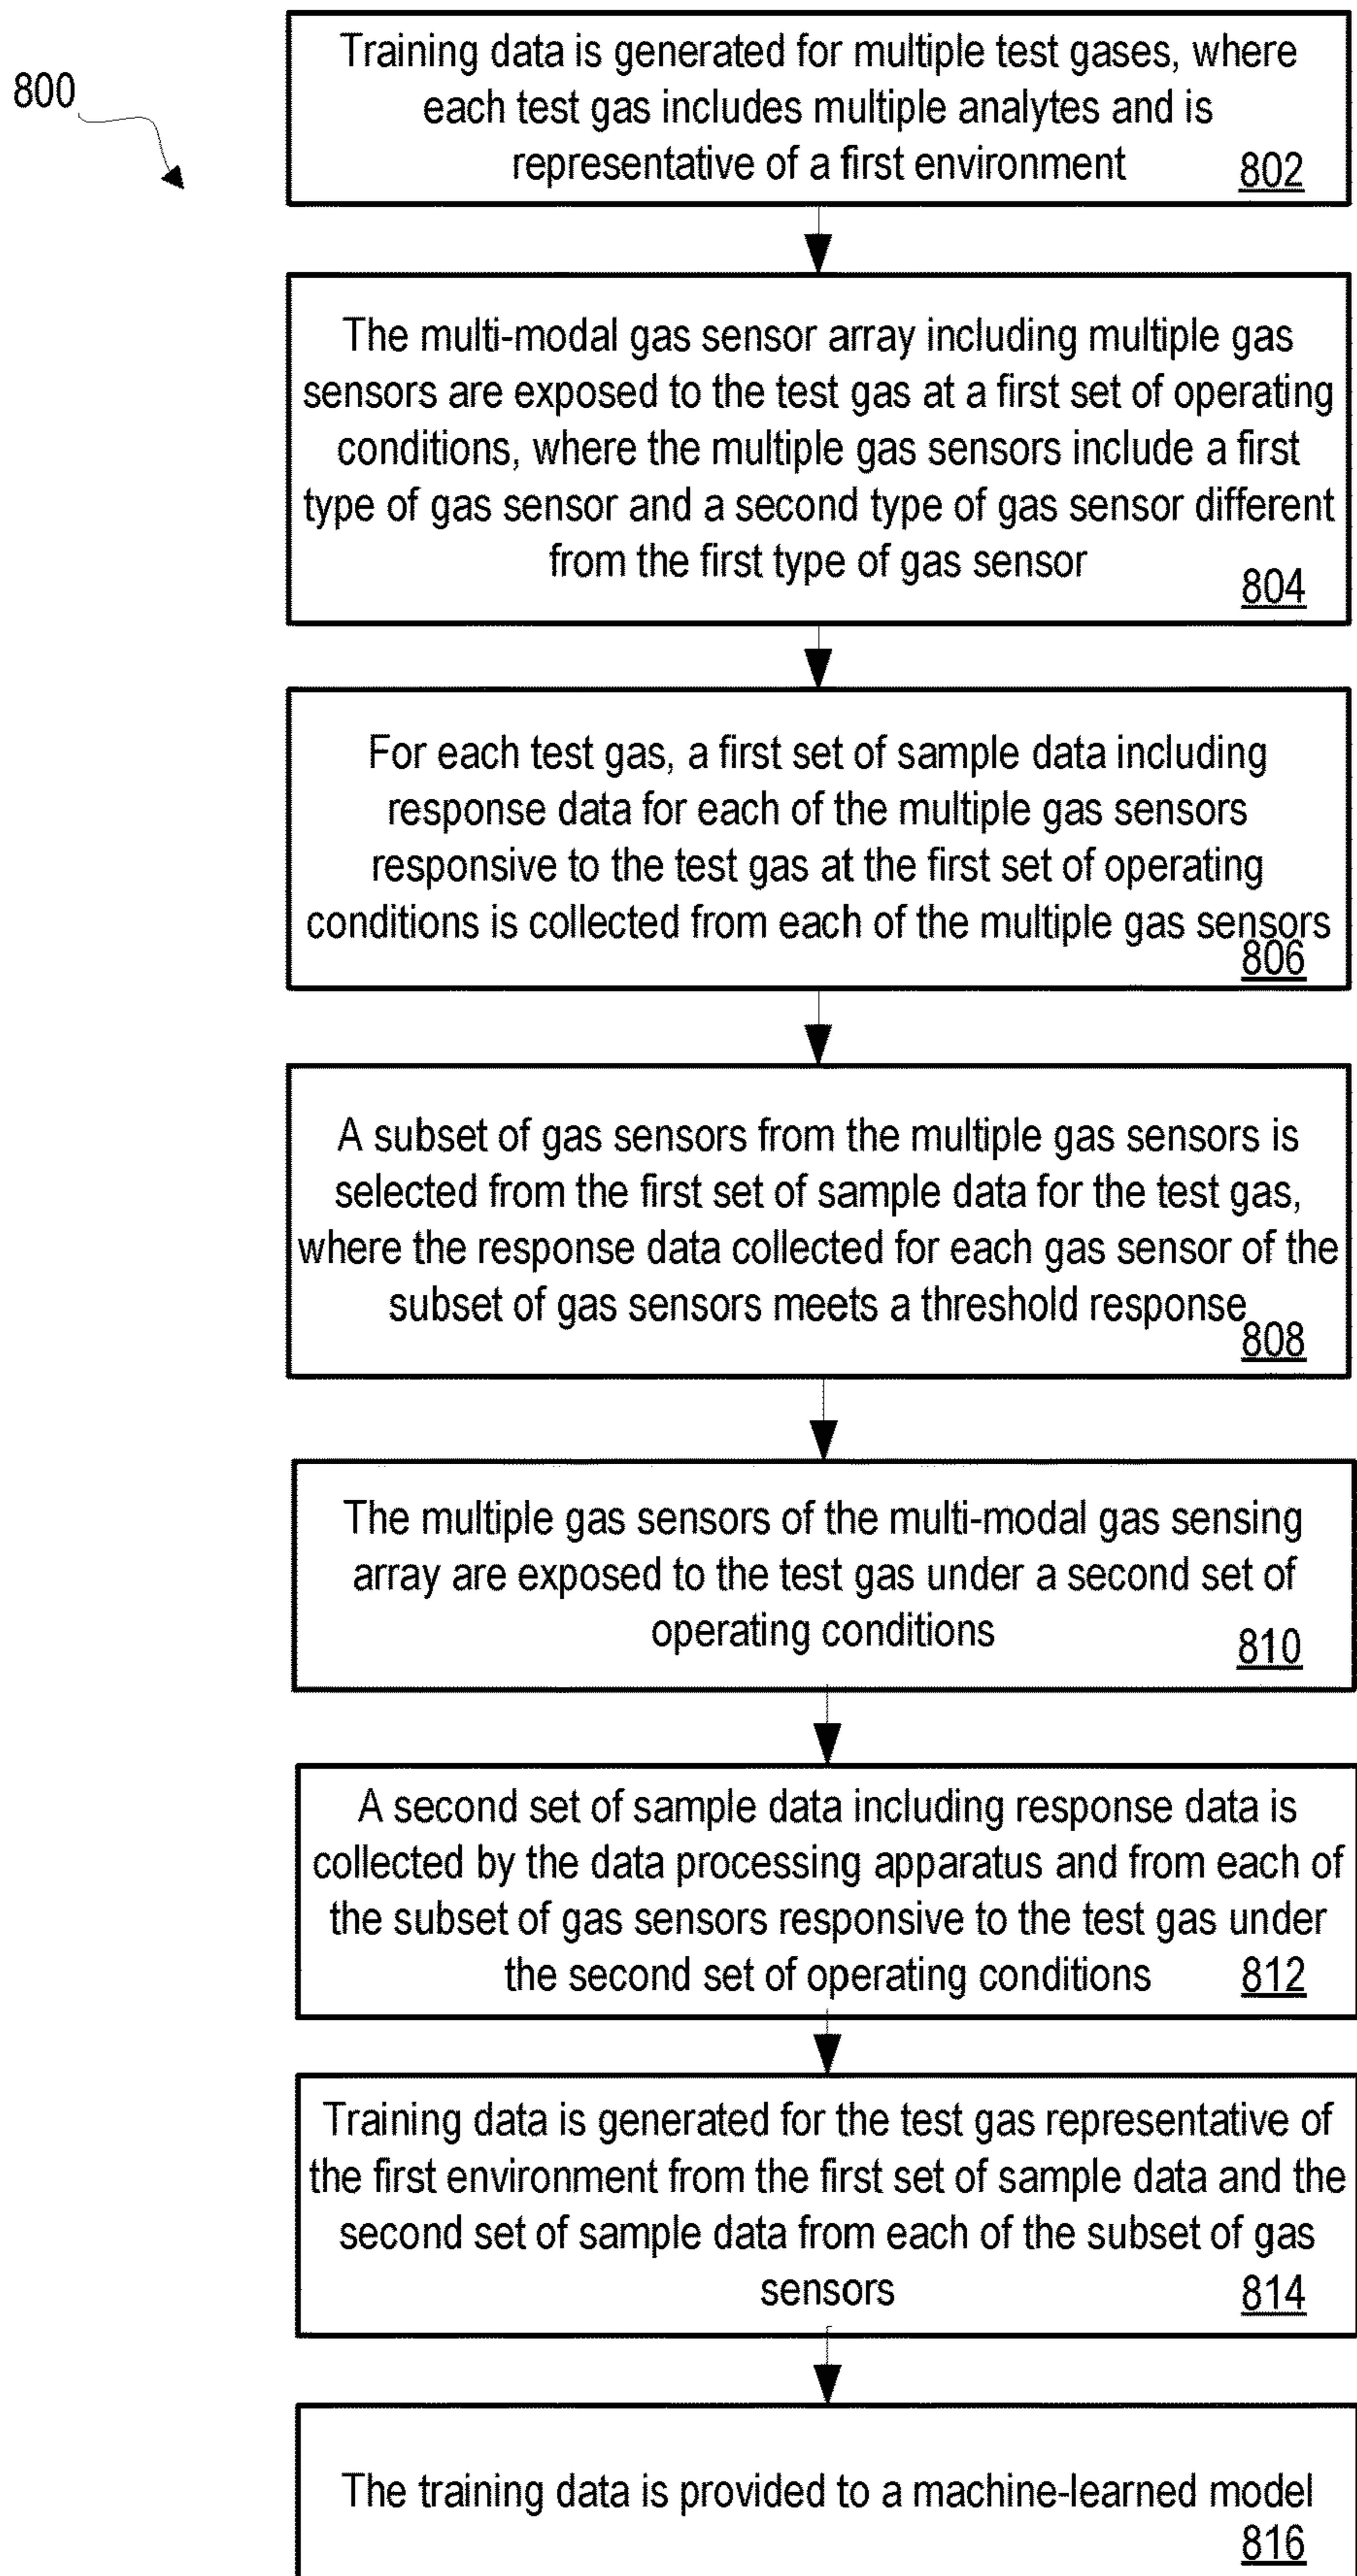 800
Training data is generated for multiple test gases, where
each test gas includes multiple analytes and is
representative of a first environment
802
The multi-modal gas sensor array including multiple gas
sensors are exposed to the test gas at a first set of operating
conditions, where the multiple gas sensors include a first
type of gas sensor and a second type of gas sensor different
from the first type of gas sensor
804
For each test gas, a first set of sample data including
response data for each of the multiple gas sensors
responsive to the test gas at the first set of operating
conditions is collected from each of the multiple gas sensors
806
A subset of gas sensors from the multiple gas sensors is
selected from the first set of sample data for the test gas,
where the response data collected for each gas sensor of the
subset of gas sensors meets a threshold response
808
The multiple gas sensors of the multi-modal gas sensing
array are exposed to the test gas under a second set of
operating conditions
810
A second set of sample data including response data is
collected by the data processing apparatus and from each of
the subset of gas sensors responsive to the test gas under
the second set of operating conditions 812
Training data is generated for the test gas representative of
the first environment from the first set of sample data and the
second set of sample data from each of the subset of gas
sensors 814
The training data is provided to a machine-learned model
816